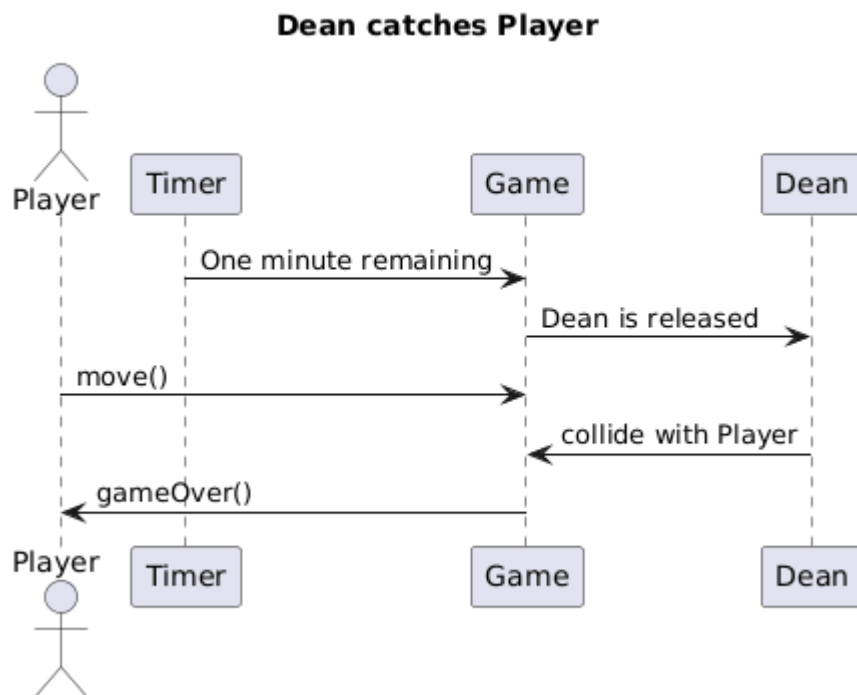 Dean catches Player
Player
Timer
Game
Dean
One minute remaining
Dean is released
move()
collide with Player
gameOver()
Player
Timer
Game
Dean